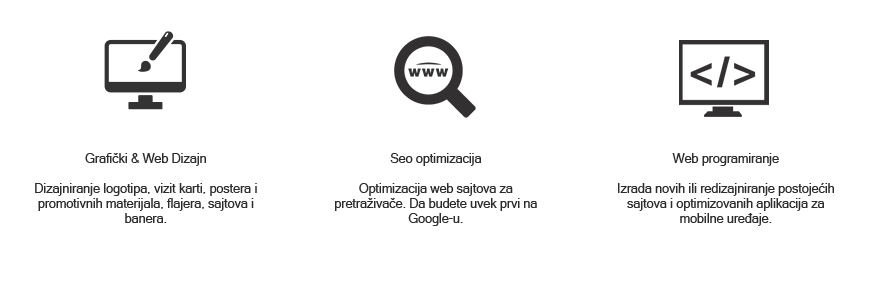 www
</>
Grafički & Web Dizajn
Dizajniranje logotipa, vizit karti, postera i
promotivnih materijala, flajera, sajtova i
banera.
Seo optimizacija
Optimizacija web sajtova za
pretraživače. Da budete uvek prvi na
Google-u.
Web programiranje
Izrada novih ili redizajniranje postojećih
sajtova i optimizovanih aplikacija za
mobilne uređaje.